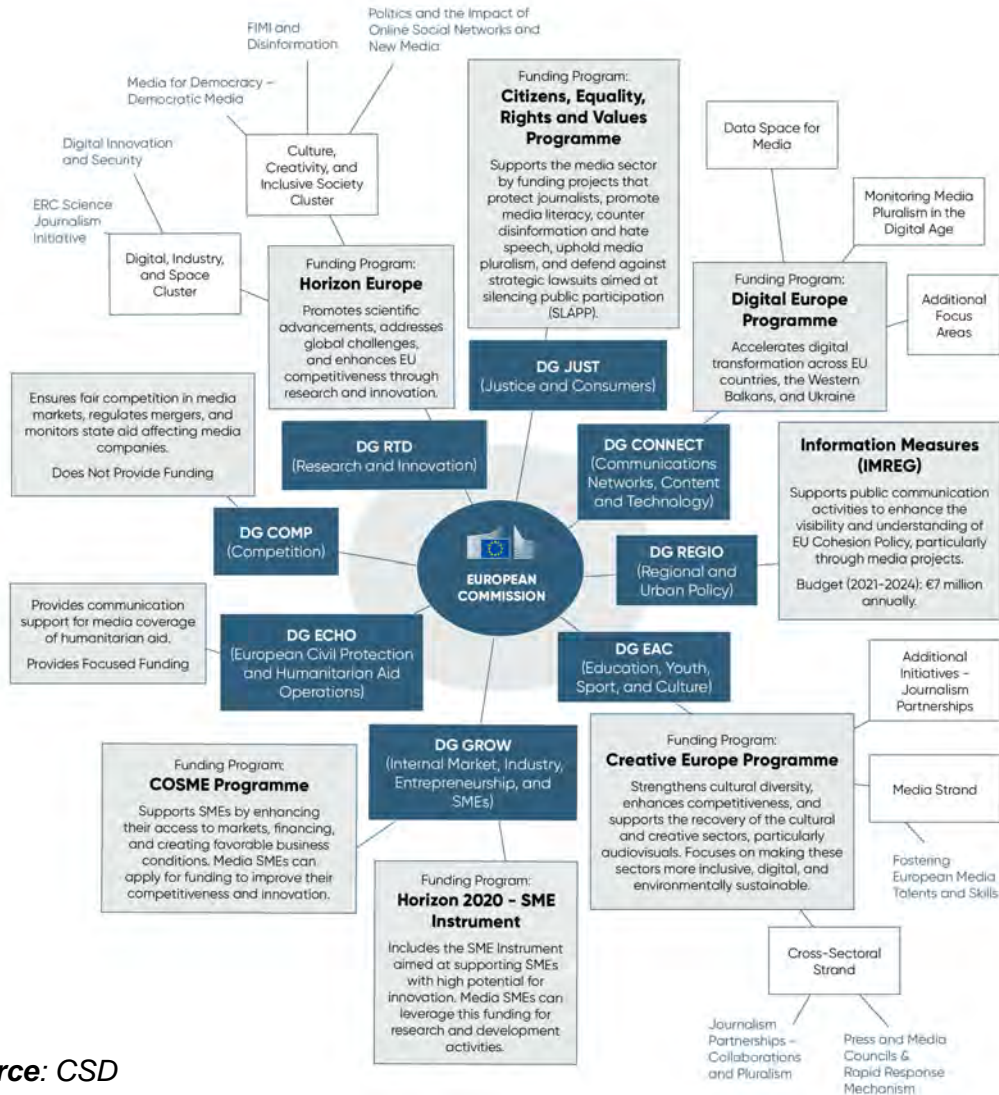 Politics and the Impact of
Online Social Networks and
New Media
FIMI and
Disinformation
Media for Democracy –
Democratic Media
Digital Innovation
and Security
ERC Science
Journalism
Initiative
Culture,
Creativity, and
Inclusive Society
Cluster
Digital, Industry,
and Space
Cluster
Funding Program:
Horizon Europe
Promotes scientific
advancements, addresses
global challenges,
and enhances EU
competitiveness through
research and innovation.
Funding Program:
Citizens, Equality,
Rights and Values
Programme
Supports the media sector
by funding projects that
protect journalists, promote
media literacy, counter
disinformation and hate
speech, uphold media
pluralism, and defend against
strategic lawsuits aimed at
silencing public participation
(SLAPP).
Data Space for
Media
Monitoring Media
Pluralism in the
Digital Age
Additional
Focus
Areas
Funding Program:
Digital Europe
Programme
Accelerates digital
transformation across EU
countries, the Western
Balkans, and Ukraine
DG JUST
(Justice and Consumers)
DG RTD
(Research and Innovation)
DG CONNECT
(Communications
Networks, Content
and Technology)
Ensures fair competition in media
markets, regulates mergers, and
monitors state aid affecting media
companies.
Does Not Provide Funding
DG COMP
(Competition)
EUROPEAN
COMMISSION
DG REGIO
(Regional and
Urban Policy)
Information Measures
(IMREG)
Supports public communication
activities to enhance the
visibility and understanding of
EU Cohesion Policy, particularly
through media projects.
Budget (2021-2024): €7 million
annually.
Provides communication
support for media coverage
of humanitarian aid.
Provides Focused Funding
DG ECHO
(European Civil Protection
and Humanitarian Aid
Operations)
DG EAC
(Education, Youth,
Sport, and Culture)
DG GROW
(Internal Market, Industry,
Entrepreneurship, and
SMEs)
Funding Program:
COSME Programme
Supports SMEs by enhancing
their access to markets, financing,
and creating favorable business
conditions. Media SMEs can
apply for funding to improve their
competitiveness and innovation.
Funding Program:
Horizon 2020 - SME
Instrument
Includes the SME Instrument
aimed at supporting SMEs
with high potential for
innovation. Media SMEs can
leverage this funding for
research and development
activities.
Funding Program:
Creative Europe Programme
Strengthens cultural diversity,
enhances competitiveness, and
supports the recovery of the cultural
and creative sectors, particularly
audiovisuals. Focuses on making these
sectors more inclusive, digital, and
environmentally sustainable.
Additional
Initiatives –
Journalism
Partnerships
Media Strand
Fostering
European Media
Talents and Skills
Cross-Sectoral
Strand
Journalism
Partnerships –
Collaborations
and Pluralism
Press and Media
Councils &
Rapid Response
Mechanism
rce: CSD